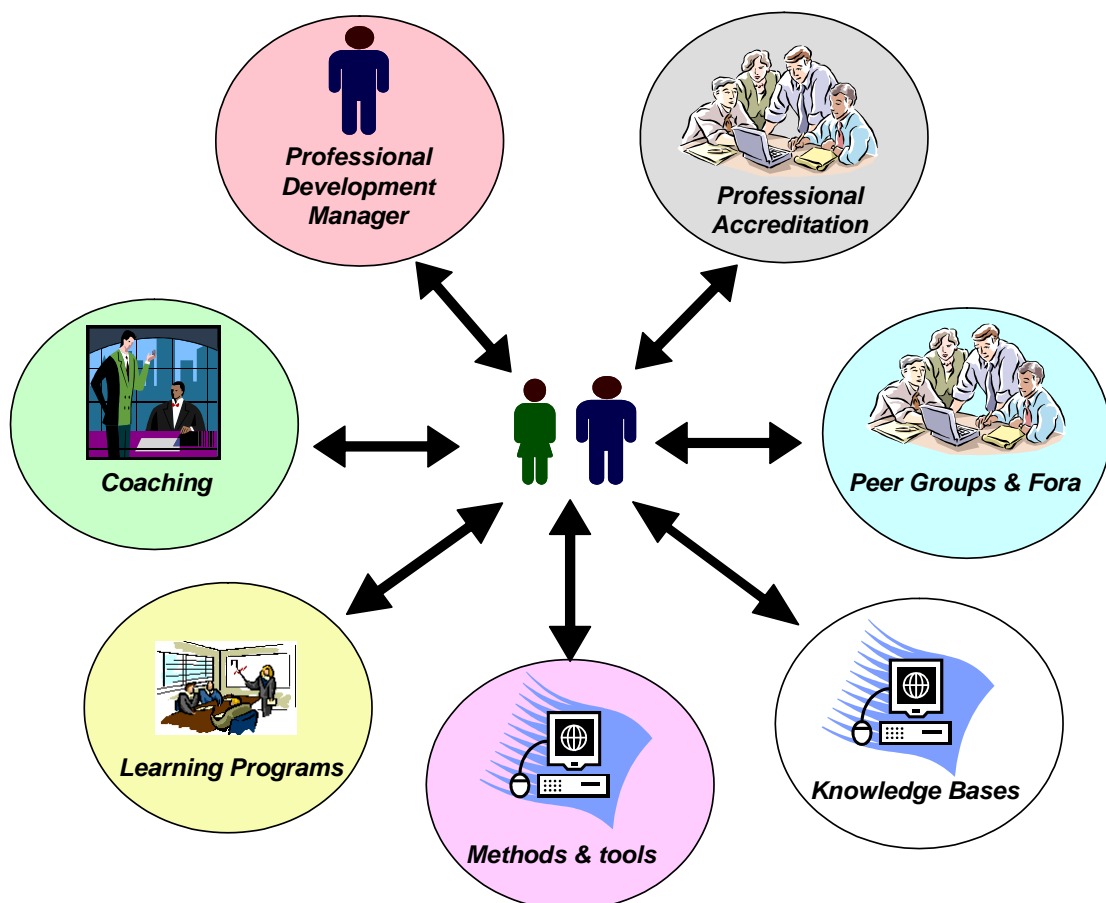 Professional
Development
Manager
Professional
Accreditation
Coaching
Peer Groups & Fora
Learning Programs
Methods & tools
Knowledge Bases